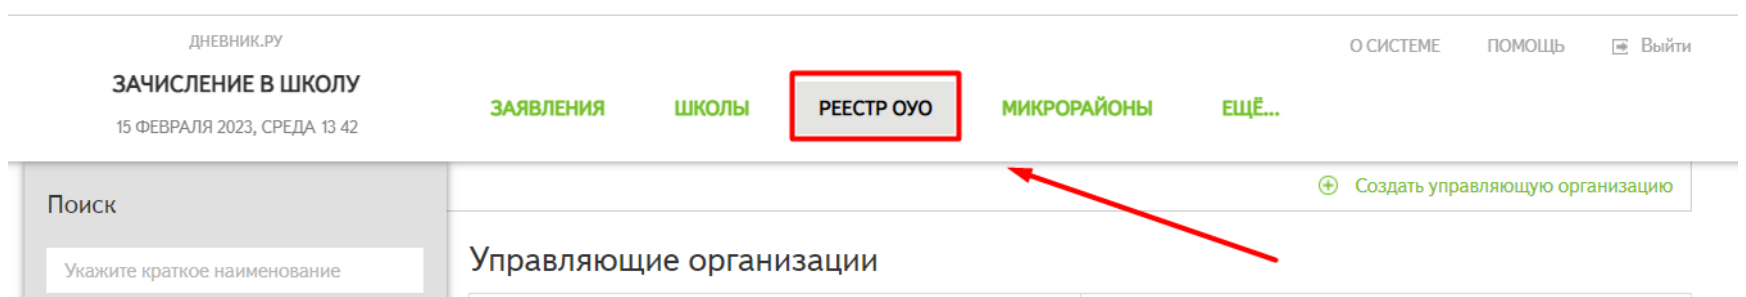 ДНЕВНИК.РУ
ЗАЧИСЛЕНИЕ В ШКОЛУ
15 ФЕВРАЛЯ 2023, СРЕДА 13 42
О СИСТЕМЕ ПОМОЩЬ Выйти
ЗАЯВЛЕНИЯ ШКОЛЫ РЕЕСТР ОУО МИКРОРАЙОНЫ ЕЩЁ...
Создать управляющую организацию
Поиск
Укажите краткое наименование
Управляющие организации